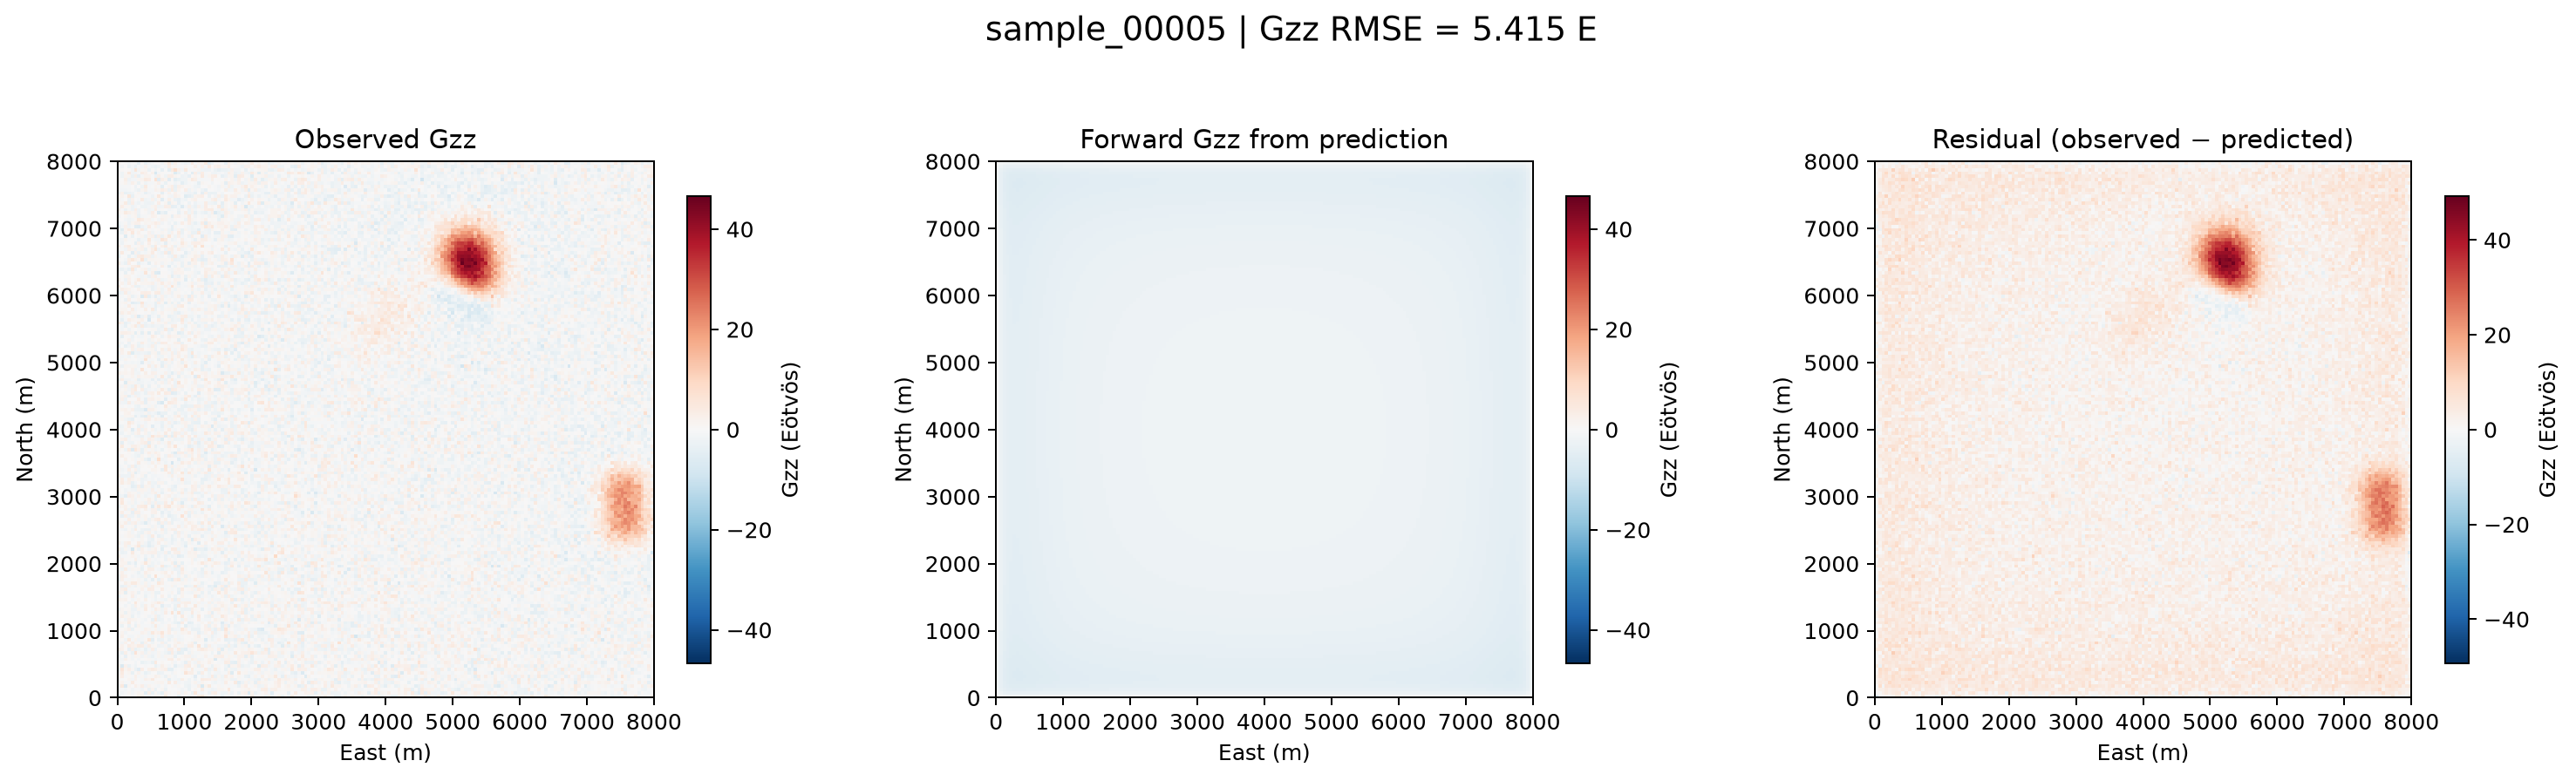 sample_00005 | Gzz RMSE = 5.415 E
Observed Gzz
8000
7000
6000
5000
4000
3000
2000
1000
0
North (m)
0 1000 2000 3000 4000 5000 6000 7000 8000
East (m)
40
20
0
−20
−40
Gzz (Eötvös)
Forward Gzz from prediction
8000
7000
6000
5000
4000
3000
2000
1000
0
North (m)
0 1000 2000 3000 4000 5000 6000 7000 8000
East (m)
40
20
0
−20
−40
Gzz (Eötvös)
Residual (observed − predicted)
8000
7000
6000
5000
4000
3000
2000
1000
0
North (m)
0 1000 2000 3000 4000 5000 6000 7000 8000
East (m)
40
20
0
−20
−40
Gzz (Eötvös)